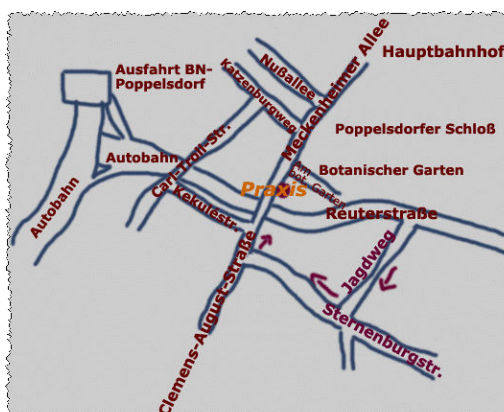 Hauptbahnhof
Nußallee
Katzenburgweg
Meckenheimer Allee
Ausfahrt BN-
Poppelsdorf
Poppelsdorfer Schloß
Carl-Troll-Str.
Autobahn
Am
Bot. Garten
Botanischer Garten
Praxis
Autobahn
Kekulestr.
Reuterstraße
Jagdweg
Clemens-August-Straße
Sternenburgstr.